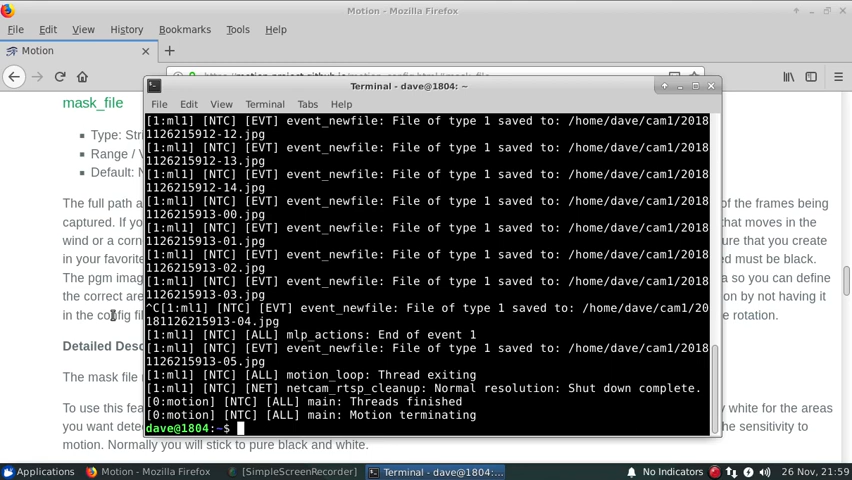 Motion - Mozilla Firefox
File Edit View History Bookmarks Tools Help
Motion
Terminal - dave@1804: ~
mask_file
File Edit View Terminal Tabs Help
[1:ml1] [NTC] [EVT] event_newfile: File of type 1 saved to: /home/dave/cam1/2018
1126215912-12.jpg
[1:ml1] [NTC] [EVT] event_newfile: File of type 1 saved to: /home/dave/cam1/2018
1126215912-13.jpg
[1:ml1] [NTC] [EVT] event_newfile: File of type 1 saved to: /home/dave/cam1/2018
1126215912-14.jpg
[1:ml1] [NTC] [EVT] event_newfile: File of type 1 saved to: /home/dave/cam1/2018
1126215913-00.jpg
[1:ml1] [NTC] [EVT] event_newfile: File of type 1 saved to: /home/dave/cam1/2018
1126215913-01.jpg
[1:ml1] [NTC] [EVT] event_newfile: File of type 1 saved to: /home/dave/cam1/2018
1126215913-02.jpg
[1:ml1] [NTC] [EVT] event_newfile: File of type 1 saved to: /home/dave/cam1/2018
1126215913-03.jpg
^C[1:ml1] [NTC] [EVT] event_newfile: File of type 1 saved to: /home/dave/cam1/20
181126215913-04.jpg
[1:ml1] [NTC] [ALL] mlp_actions: End of event 1
[1:ml1] [NTC] [EVT] event_newfile: File of type 1 saved to: /home/dave/cam1/2018
1126215913-05.jpg
[1:ml1] [NTC] [ALL] motion_loop: Thread exiting
[1:ml1] [NTC] [NET] netcam_rtsp_cleanup: Normal resolution: Shut down complete.
[0:motion] [NTC] [ALL] main: Threads finished
[0:motion] [NTC] [ALL] main: Motion terminating
dave@1804:~$
Type: Str
Range / V
Default: N
The full path a
of the frames being
captured. If yo
that moves in the
wind or a corn
ure that you create
in your favorite
d must be black.
The pgm imag
a so you can define
the correct are
on by not having it
in the config fil
e rotation.
Detailed Desc
The mask file
To use this fea
y white for the areas
you want detec
the sensitivity to
motion. Normally you will stick to pure black and white.
Applications Motion - Mozilla Firefox [SimpleScreenRecorder] Terminal - dave@1804:... No Indicators 26 Nov, 21:59